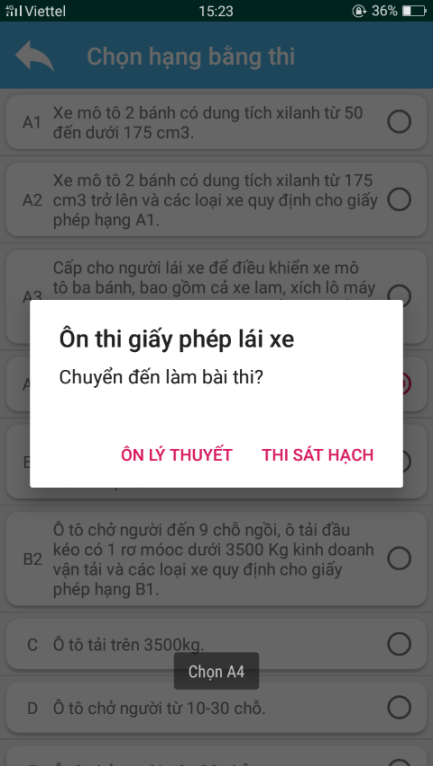 4G Viettel
15:23
36%
Chọn hạng bằng thi
A1
Xe mô tô 2 bánh có dung tích xilanh từ 50
đến dưới 175 cm3.
A2
Xe mô tô 2 bánh có dung tích xilanh từ 175
cm3 trở lên và các loại xe quy định cho giấy
phép hạng A1.
A3
Cấp cho người lái xe để điều khiển xe mô
tô ba bánh, bao gồm cả xe lam, xích lô máy
Ôn thi giấy phép lái xe
Chuyển đến làm bài thi?
ÔN LÝ THUYẾT
THI SÁT HẠCH
B2
Ô tô chở người đến 9 chỗ ngồi, ô tải đầu
kéo có 1 rơ móoc dưới 3500 Kg kinh doanh
vận tải và các loại xe quy định cho giấy
phép hạng B1.
C
Ô tô tải trên 3500kg.
Chọn A4
D
Ô tô chở người từ 10-30 chỗ.